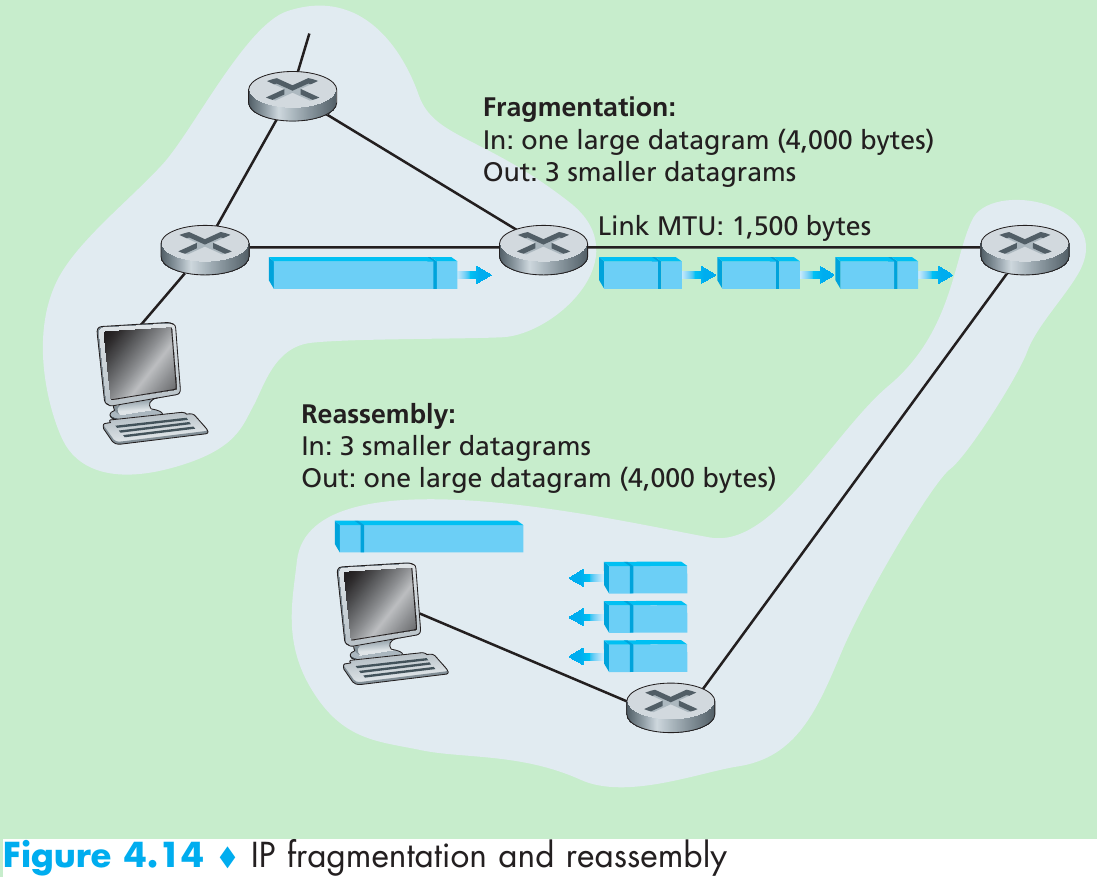 Fragmentation:
In: one large datagram (4,000 bytes)
Out: 3 smaller datagrams
Link MTU: 1,500 bytes
Reassembly:
In: 3 smaller datagrams
Out: one large datagram (4,000 bytes)
Figure 4.14 ♦ IP fragmentation and reassembly